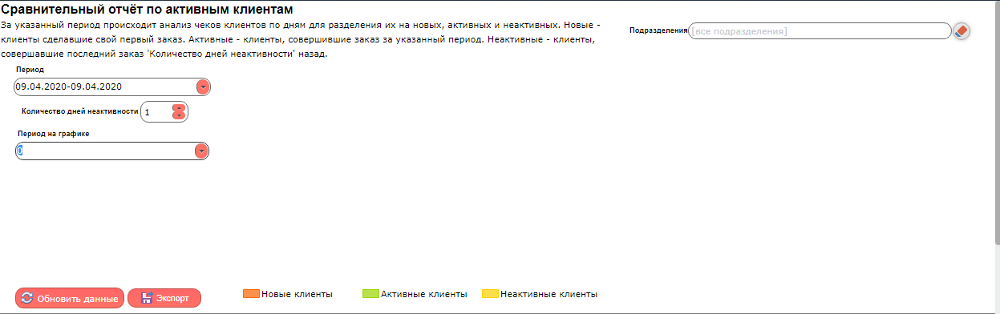 Сравнительный отчёт по активным клиентам
За указанный период происходит анализ чеков клиентов по дням для разделения их на новых, активных и неактивных. Новые -
клиенты сделавшие свой первый заказ. Активные - клиенты, совершившие заказ за указанный период. Неактивные - клиенты,
совершавшие последний заказ 'Количество дней неактивности' назад.
Подразделения [все подразделения]
Период
09.04.2020-09.04.2020
Количество дней неактивности 1
Период на графике
0
Обновить данные Экспорт Новые клиенты Активные клиенты Неактивные клиенты